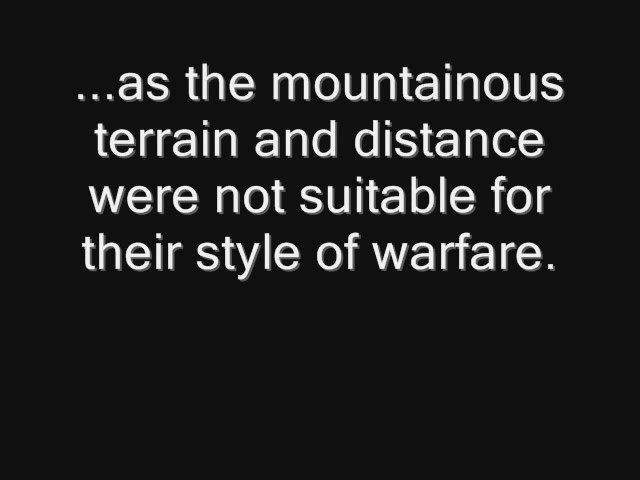 ...as the mountainous
terrain and distance
were not suitable for
their style of warfare.